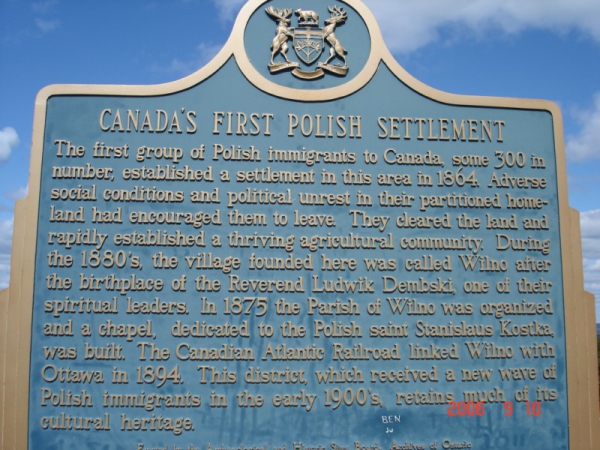 CANADA'S FIRST POLISH SETTLEMENT
The first group of Polish immigrants to Canada, some 300 in
number, established a settlement in this area in 1864. Adverse
social conditions and political unrest in their partitioned home-
land had encouraged them to leave. They cleared the land and
rapidly established a thriving agricultural community. During
the 1880's, the village founded here was called Wilno after
the birthplace of the Reverend Ludwik Dembski, one of their
spiritual leaders. In 1875 the Parish of Wilno was organized
and a chapel, dedicated to the Polish saint Stanislaus Kostka,
was built. The Canadian Atlantic Railroad linked Wilno with
Ottawa in 1894. This district, which received a new wave of
Polish immigrants in the early 1900's, retains much of its
cultural heritage.
BEN
2006 9 10
Archives of Ontario